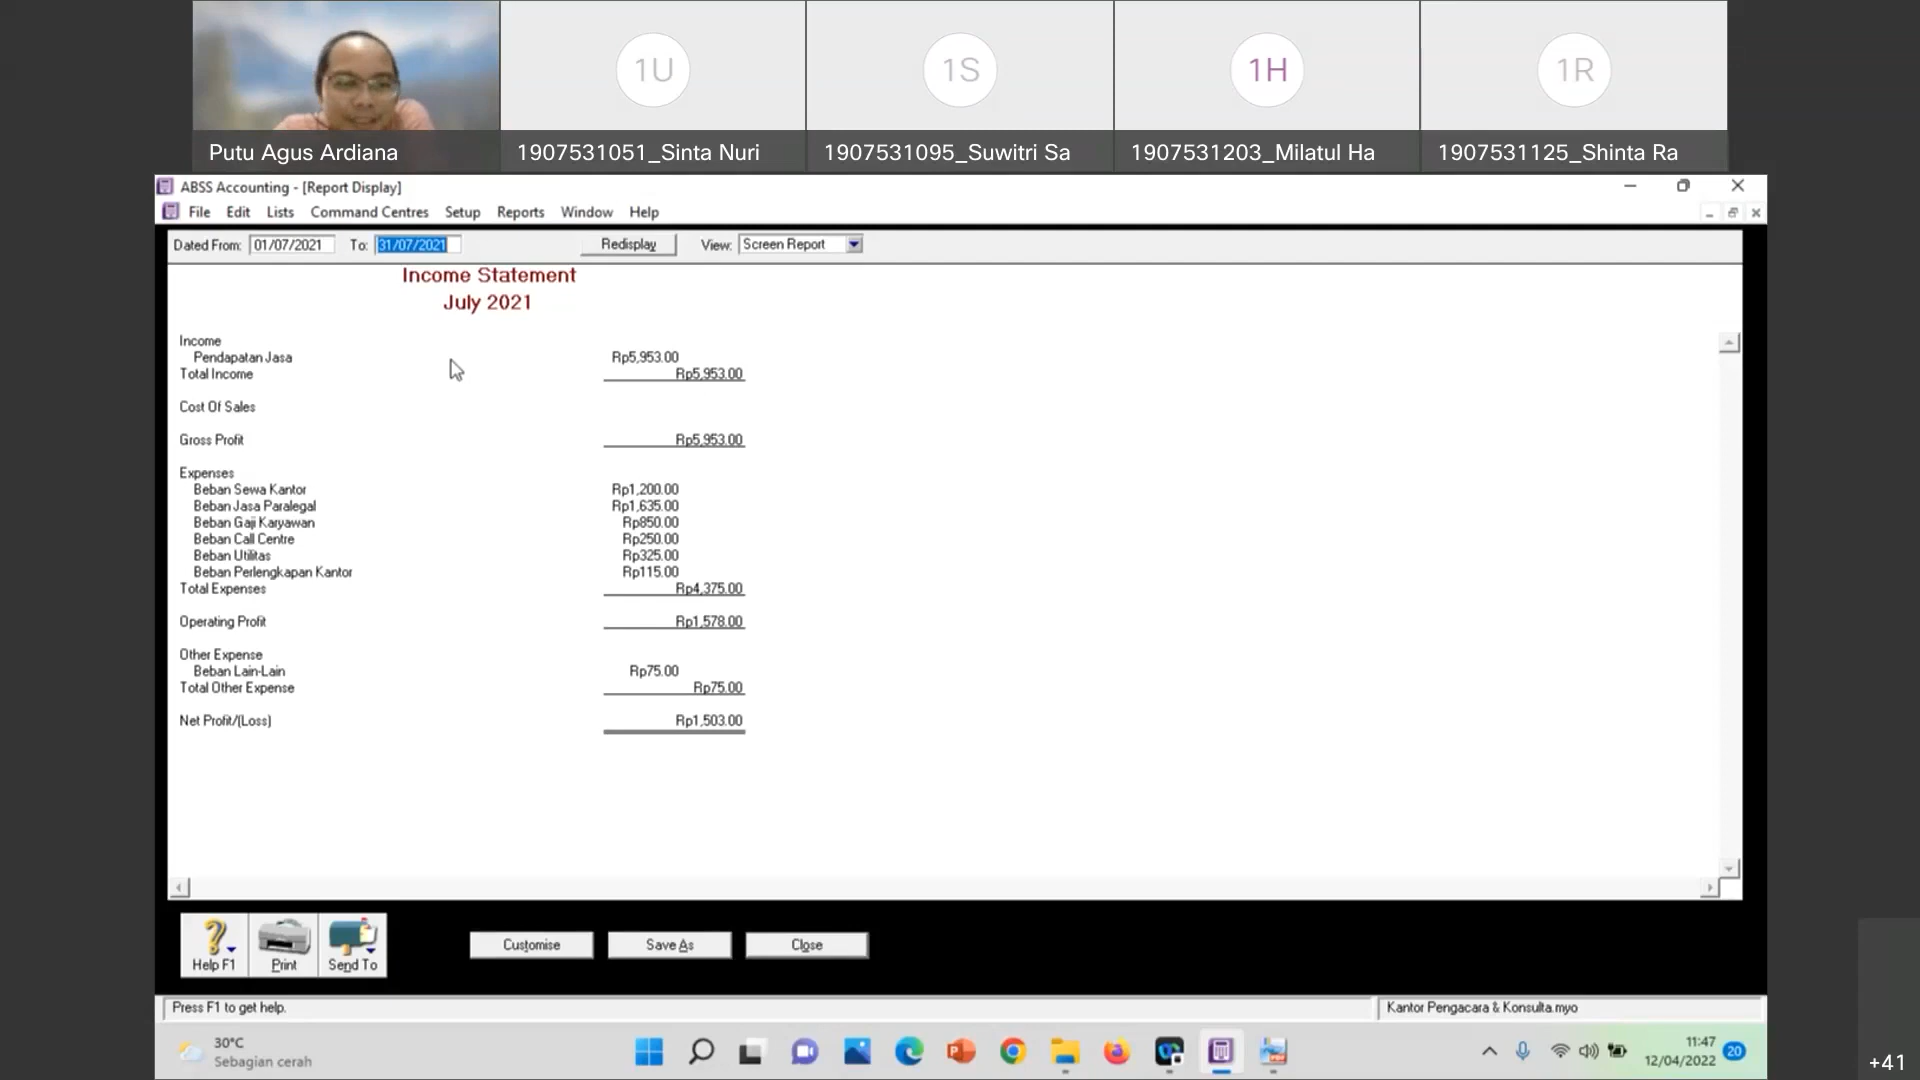 1U
1S
1H
1R
Putu Agus Ardiana
1907531051_Sinta Nuri
1907531095_Suwitri Sa
1907531203_Milatul Ha
1907531125_Shinta Ra
ABSS Accounting - [Report Display]
File Edit Lists Command Centres Setup Reports Window Help
Dated From: 01/07/2021 To: 31/07/2021 Redisplay View: Screen Report
Income Statement
July 2021
Income
Pendapatan Jasa Rp5,953.00
Total Income Rp5,953.00
Cost Of Sales
Gross Profit Rp5,953.00
Expenses
Beban Sewa Kantor Rp1,200.00
Beban Jasa Paralegal Rp1,635.00
Beban Gaji Karyawan Rp850.00
Beban Call Centre Rp250.00
Beban Utilitas Rp325.00
Beban Perlengkapan Kantor Rp115.00
Total Expenses Rp4,375.00
Operating Profit Rp1,578.00
Other Expense
Beban Lain-Lain Rp75.00
Total Other Expense Rp75.00
Net Profit/(Loss) Rp1,503.00
Help F1 Print Send To Customise Save As Close
Press F1 to get help. Kantor Pengacara & Konsulta.myo
30°C
Sebagian cerah
11:47
12/04/2022
20
+41